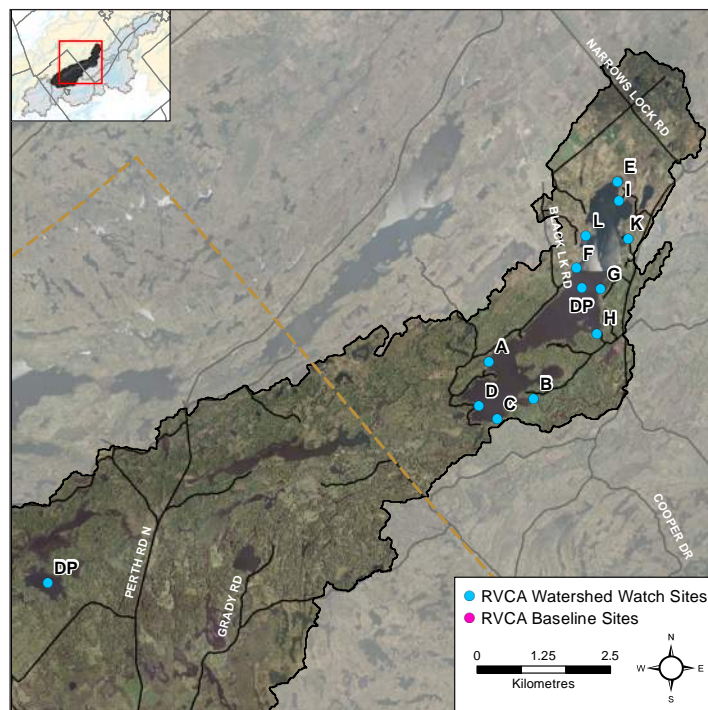 NARROWS LOCK RD
E
I
L
K
BLACK LK RD
F
G
DP
H
A
B
D
C
COOPER DR
PERTH RD N
GRADY RD
DP
RVCA Watershed Watch Sites
RVCA Baseline Sites
0 1.25 2.5
Kilometres
N
W E
S